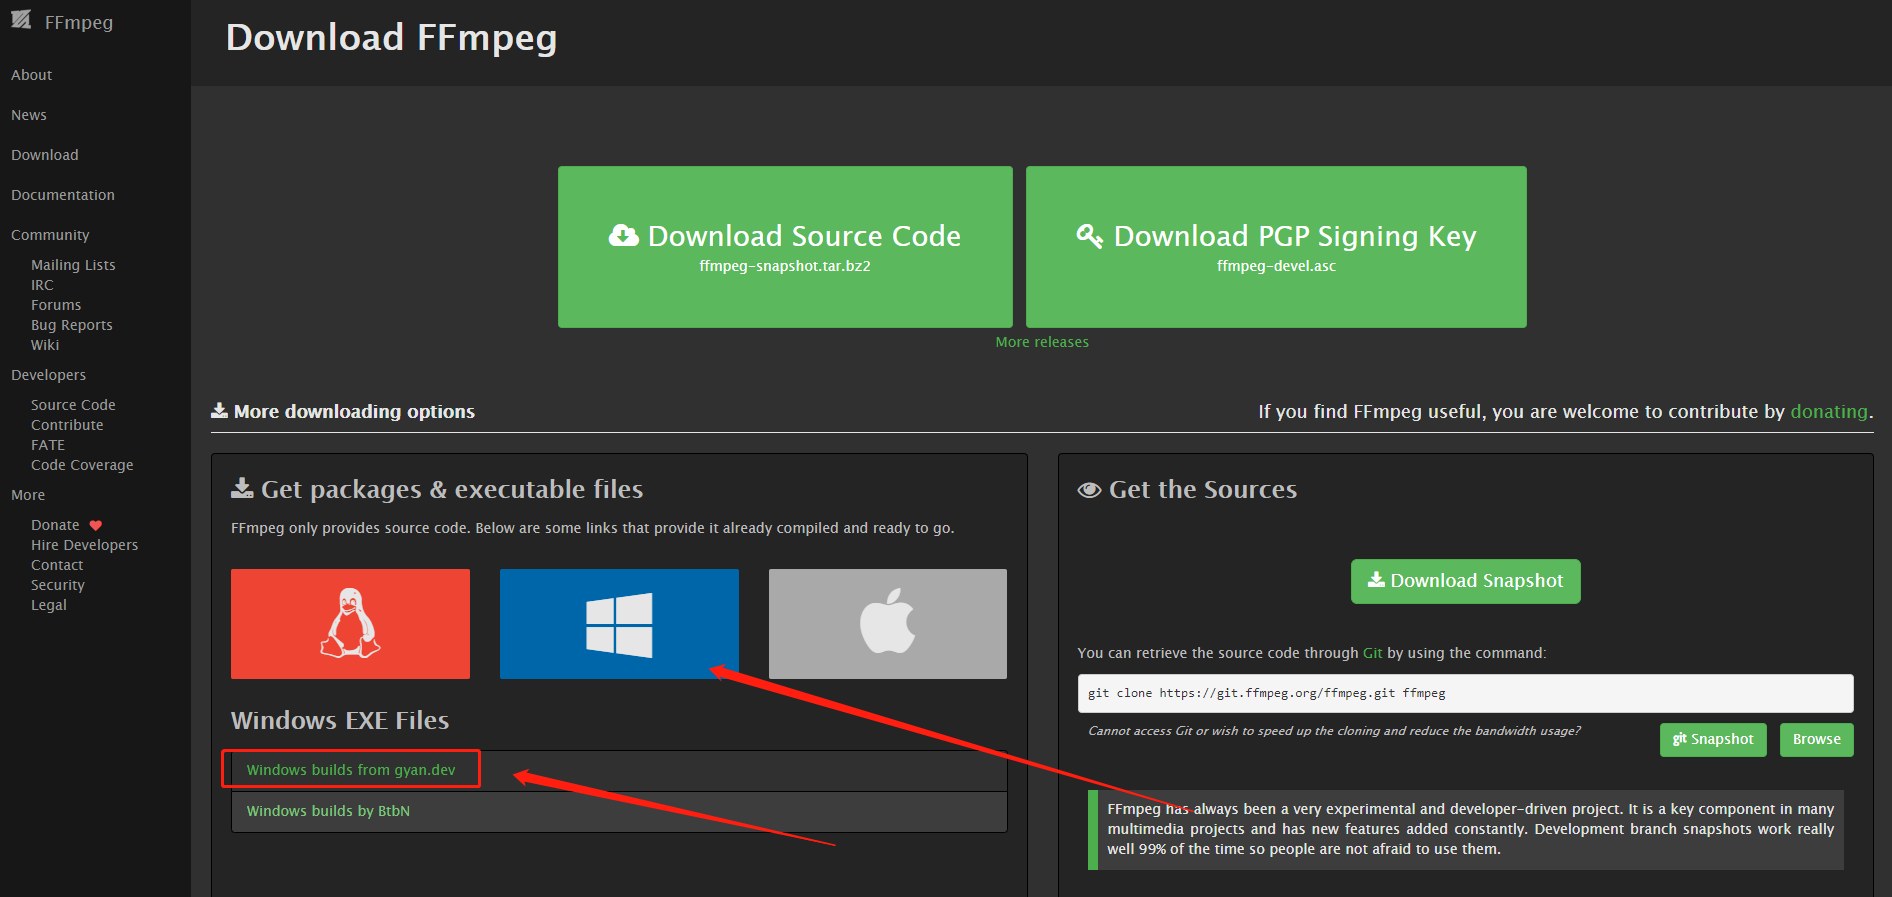 FFmpeg
About
News
Download
Documentation
Community
Mailing Lists
IRC
Forums
Bug Reports
Wiki
Developers
Source Code
Contribute
FATE
Code Coverage
More
Donate
Hire Developers
Contact
Security
Legal
Download FFmpeg
Download Source Code
ffmpeg-snapshot.tar.bz2
Download PGP Signing Key
ffmpeg-devel.asc
More releases
More downloading options
If you find FFmpeg useful, you are welcome to contribute by donating.
Get packages & executable files
FFmpeg only provides source code. Below are some links that provide it already compiled and ready to go.
Windows EXE Files
Windows builds from gyan.dev
Windows builds by BtbN
Get the Sources
Download Snapshot
You can retrieve the source code through Git by using the command:
git clone https://git.ffmpeg.org/ffmpeg.git ffmpeg
Cannot access Git or wish to speed up the cloning and reduce the bandwidth usage?
git Snapshot
Browse
FFmpeg has always been a very experimental and developer-driven project. It is a key component in many
multimedia projects and has new features added constantly. Development branch snapshots work really
well 99% of the time so people are not afraid to use them.